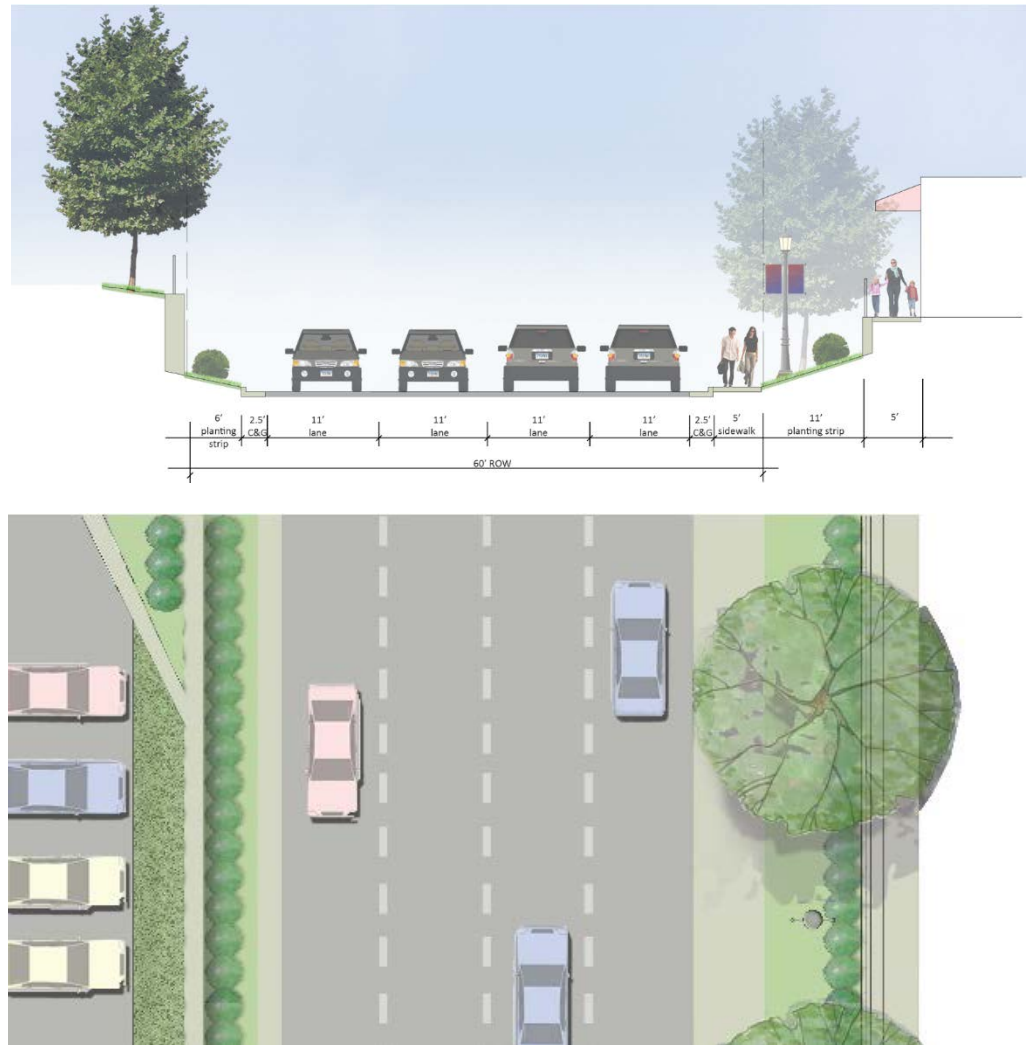 6'
planting
strip
2.5'
C&G
11'
lane
11'
lane
11'
lane
11'
lane
2.5'
C&G
5'
sidewalk
11'
planting strip
5'
60' ROW